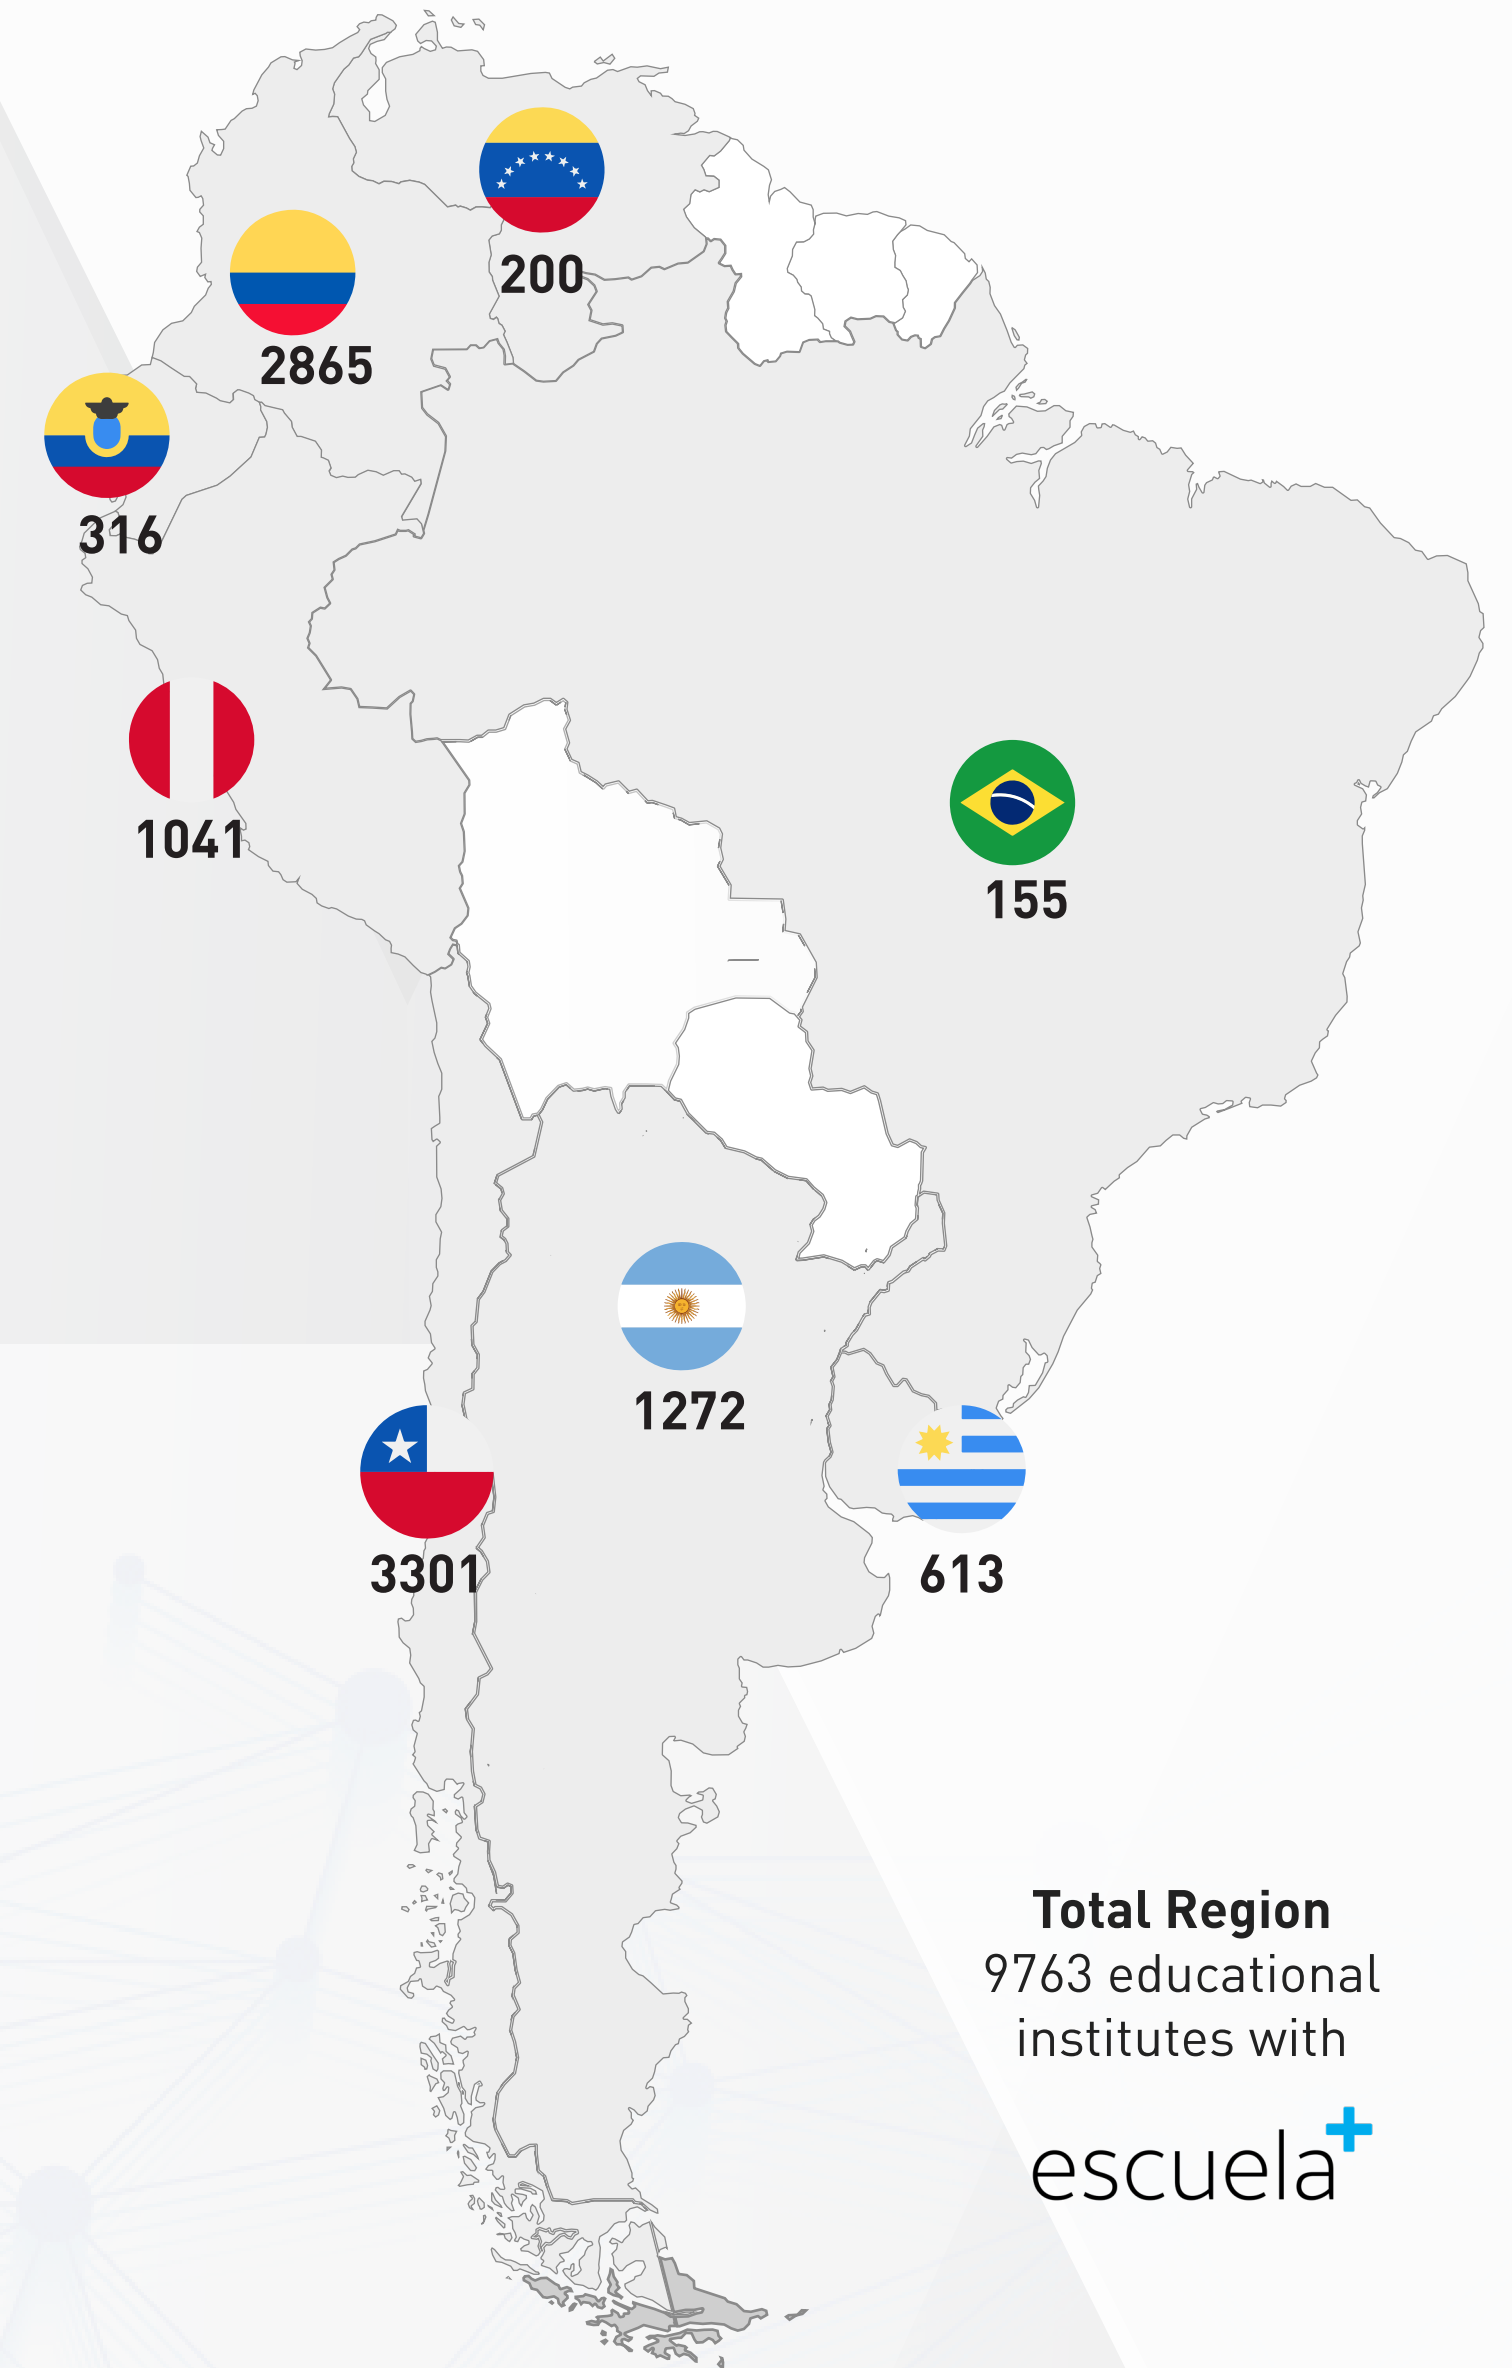 200
2865
316
1041
155
1272
3301
613
Total Region
9763 educational
institutes with
escuela+